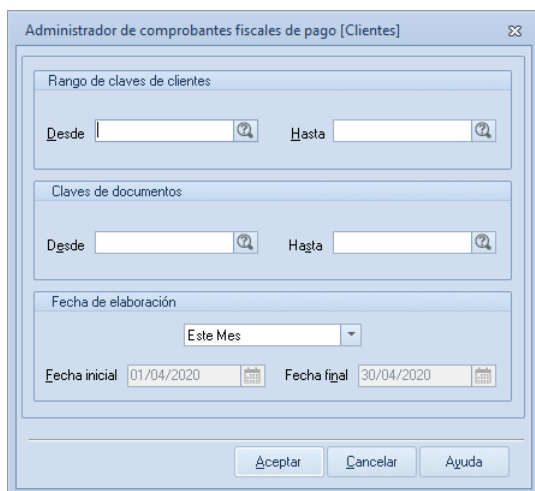 Administrador de comprobantes fiscales de pago [Clientes]
Rango de claves de clientes
Desde
Hasta
Claves de documentos
Desde
Hasta
Fecha de elaboración
Este Mes
Fecha inicial 01/04/2020 Fecha final 30/04/2020
Aceptar Cancelar Ayuda